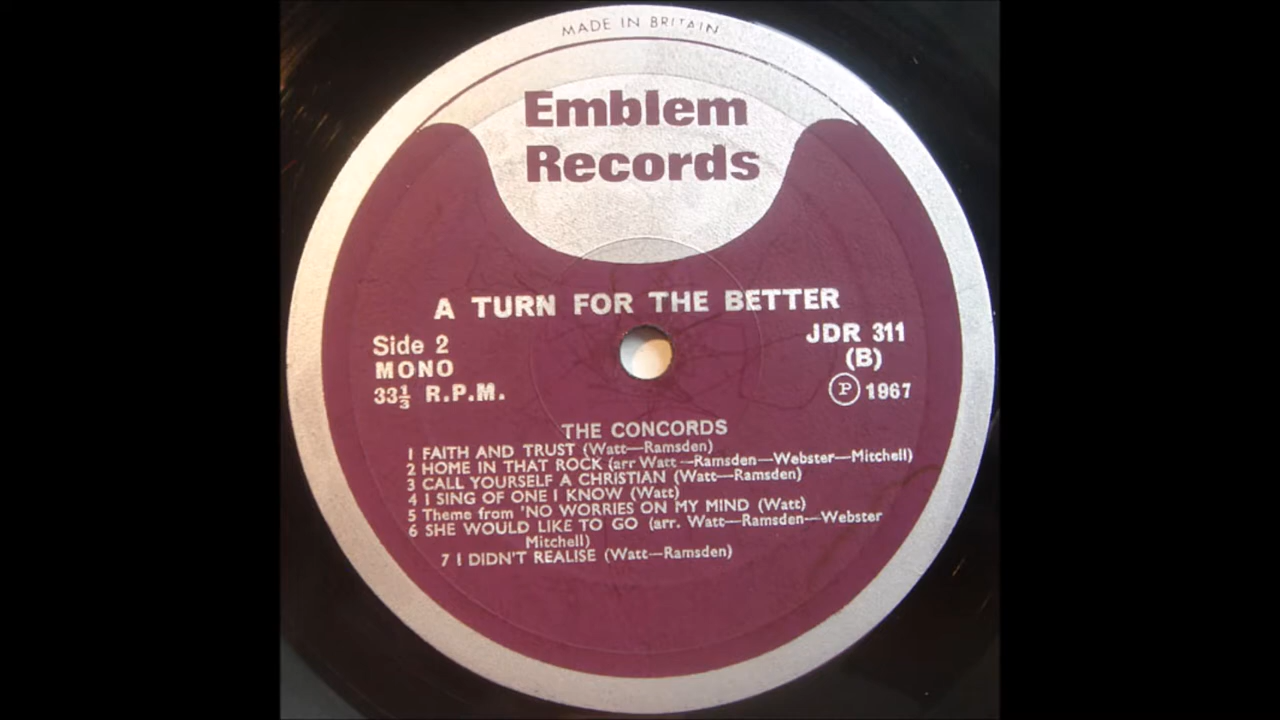 MADE IN BRITAIN
Emblem
Records
A TURN FOR THE BETTER
Side 2
MONO
33⅓ R.P.M.
JDR 311
(B)
Ⓟ 1967
THE CONCORDS
1 FAITH AND TRUST (Watt—Ramsden)
2 HOME IN THAT ROCK (arr Watt—Ramsden—Webster—Mitchell)
3 CALL YOURSELF A CHRISTIAN (Watt—Ramsden)
4 I SING OF ONE I KNOW (Watt)
5 Theme from 'NO WORRIES ON MY MIND (Watt)
6 SHE WOULD LIKE TO GO (arr. Watt—Ramsden—Webster
Mitchell)
7 I DIDN'T REALISE (Watt—Ramsden)